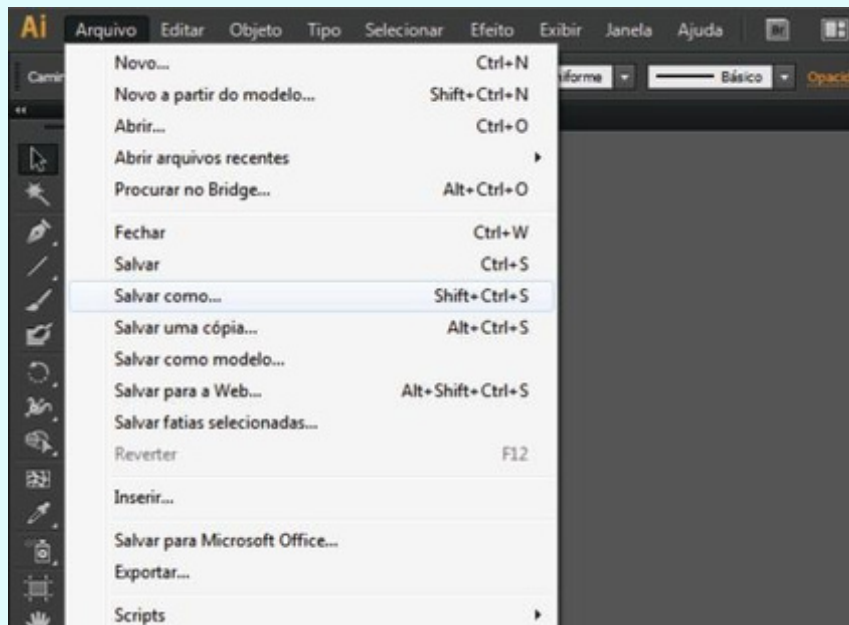 Ai Arquivo Editar Objeto Tipo Selecionar Efeito Exibir Janela Ajuda Br
Novo... Ctrl+N
Novo a partir do modelo... Shift+Ctrl+N
Abrir... Ctrl+O
Abrir arquivos recentes
Procurar no Bridge... Alt+Ctrl+O
Fechar Ctrl+W
Salvar Ctrl+S
Salvar como... Shift+Ctrl+S
Salvar uma cópia... Alt+Ctrl+S
Salvar como modelo...
Salvar para a Web... Alt+Shift+Ctrl+S
Salvar fatias selecionadas...
Reverter F12
Inserir...
Salvar para Microsoft Office...
Exportar...
Scripts
Básico